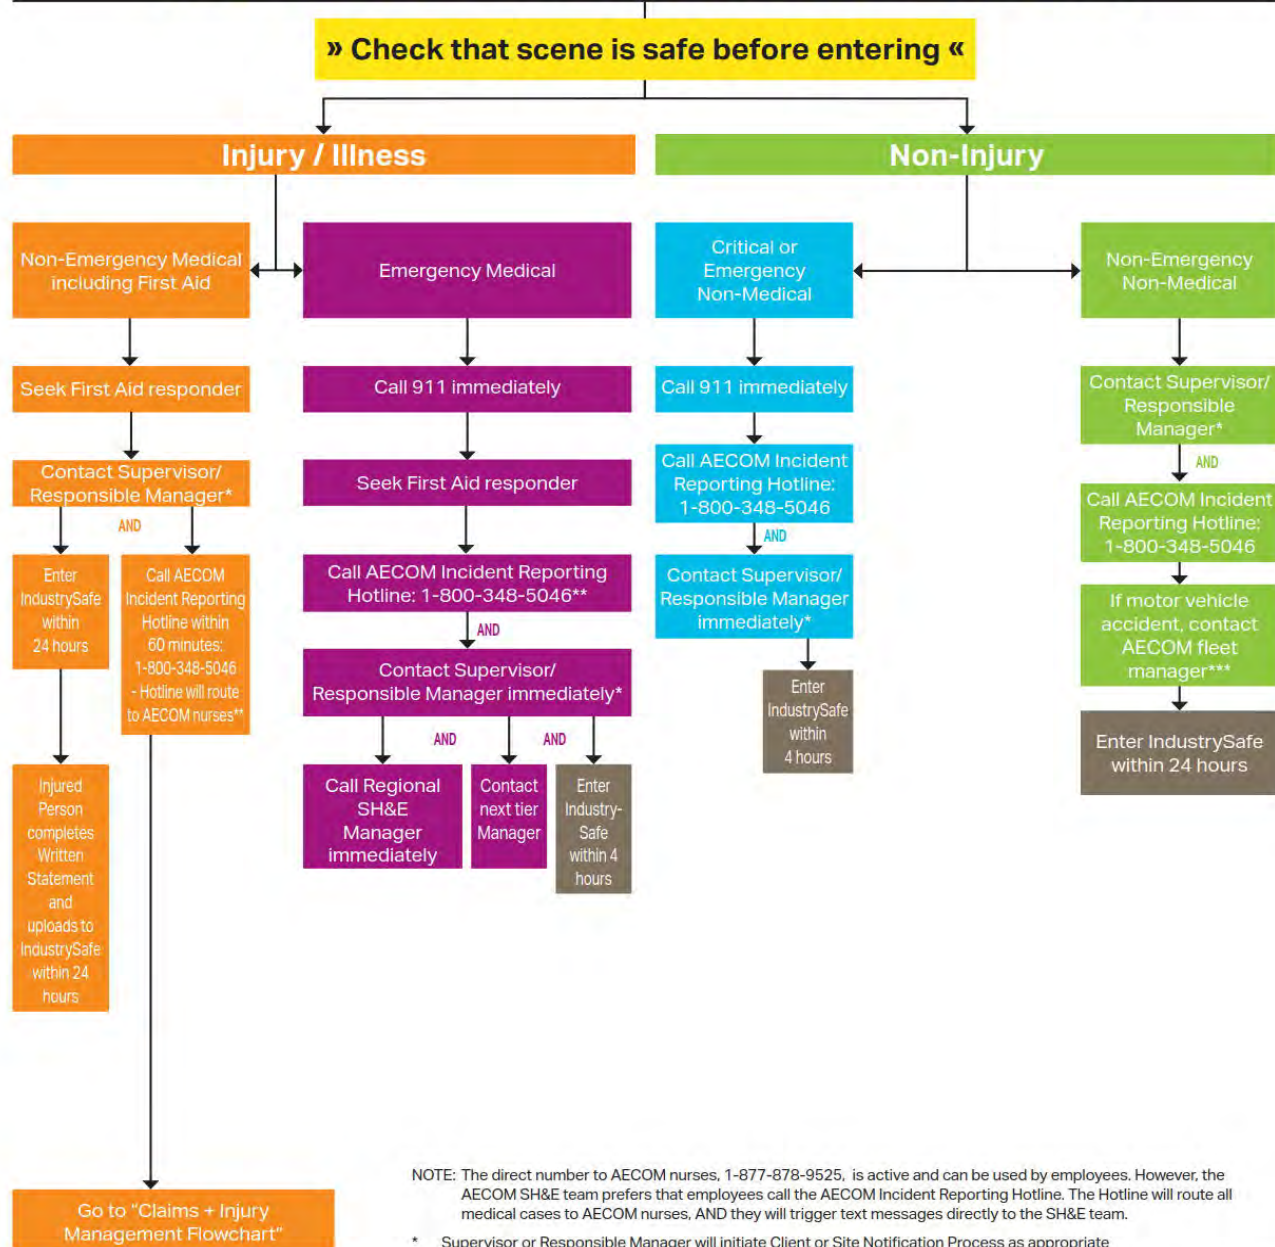 » Check that scene is safe before entering «
Injury / Illness
Non-Injury
Non-Emergency Medical
including First Aid
Emergency Medical
Critical or
Emergency
Non-Medical
Non-Emergency
Non-Medical
Seek First Aid responder
Contact Supervisor/
Responsible Manager*
AND
Enter
IndustrySafe
within
24 hours
Call AECOM
Incident Reporting
Hotline within
60 minutes:
1-800-348-5046
- Hotline will route
to AECOM nurses**
Injured
Person
completes
Written
Statement
and
uploads to
IndustrySafe
within 24
hours
Go to "Claims + Injury
Management Flowchart"
Call 911 immediately
Seek First Aid responder
Call AECOM Incident Reporting
Hotline: 1-800-348-5046**
AND
Contact Supervisor/
Responsible Manager immediately*
AND
AND
Call Regional
SH&E
Manager
immediately
Contact
next tier
Manager
Enter
Industry-
Safe
within 4
hours
Call 911 immediately
Call AECOM Incident
Reporting Hotline:
1-800-348-5046
AND
Contact Supervisor/
Responsible Manager
immediately*
Enter
IndustrySafe
within
4 hours
Contact Supervisor/
Responsible
Manager*
AND
Call AECOM Incident
Reporting Hotline:
1-800-348-5046
If motor vehicle
accident, contact
AECOM fleet
manager***
Enter IndustrySafe
within 24 hours
NOTE: The direct number to AECOM nurses, 1-877-878-9525, is active and can be used by employees. However, the
AECOM SH&E team prefers that employees call the AECOM Incident Reporting Hotline. The Hotline will route all
medical cases to AECOM nurses, AND they will trigger text messages directly to the SH&E team.
* Supervisor or Responsible Manager will initiate Client or Site Notification Process as appropriate